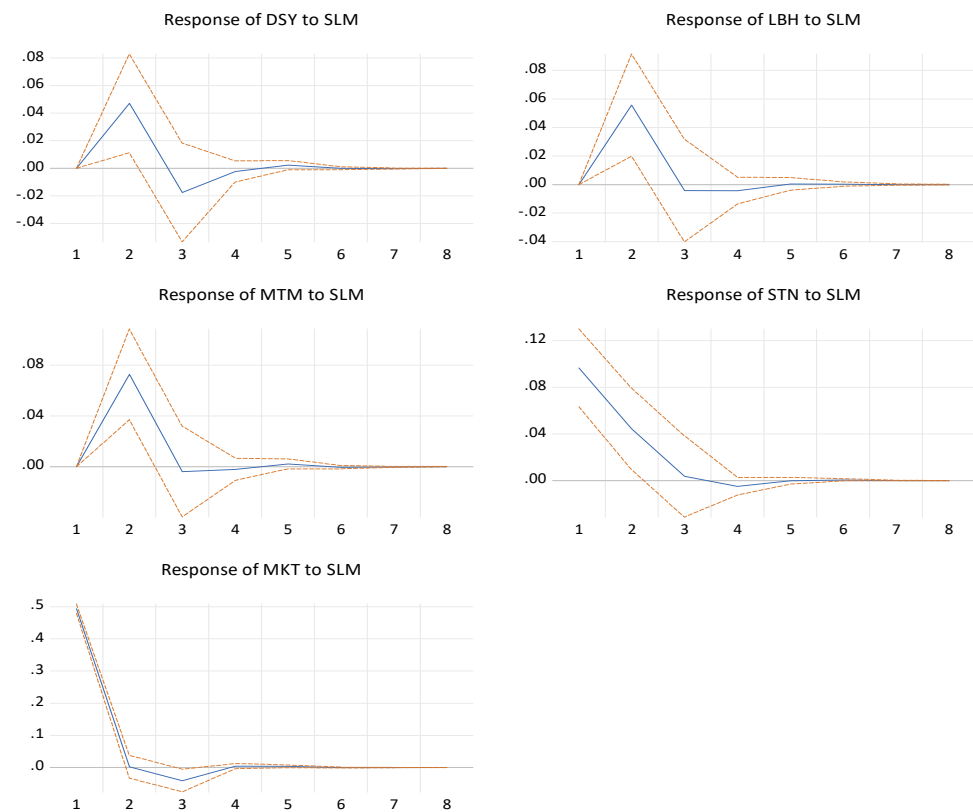 Response of DSY to SLM
.08
.06
.04
.02
.00
-.02
-.04
1 2 3 4 5 6 7 8
Response of LBH to SLM
.08
.06
.04
.02
.00
-.02
-.04
1 2 3 4 5 6 7 8
Response of MTM to SLM
.08
.04
.00
1 2 3 4 5 6 7 8
Response of STN to SLM
.12
.08
.04
.00
1 2 3 4 5 6 7 8
Response of MKT to SLM
.5
.4
.3
.2
.1
.0
1 2 3 4 5 6 7 8